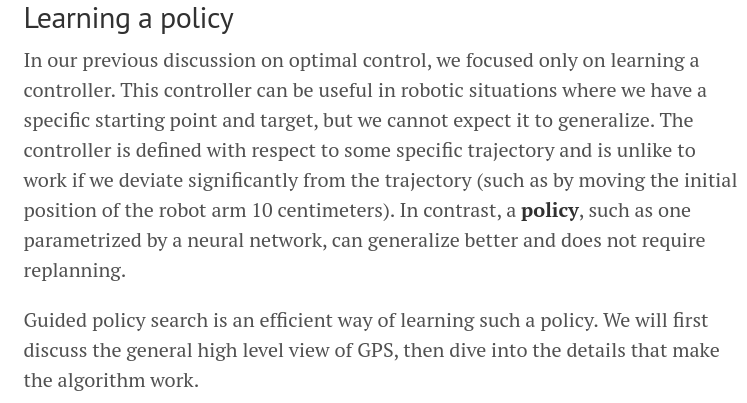 Learning a policy
In our previous discussion on optimal control, we focused only on learning a
controller. This controller can be useful in robotic situations where we have a
specific starting point and target, but we cannot expect it to generalize. The
controller is defined with respect to some specific trajectory and is unlike to
work if we deviate significantly from the trajectory (such as by moving the initial
position of the robot arm 10 centimeters). In contrast, a policy, such as one
parametrized by a neural network, can generalize better and does not require
replanning.
Guided policy search is an efficient way of learning such a policy. We will first
discuss the general high level view of GPS, then dive into the details that make
the algorithm work.